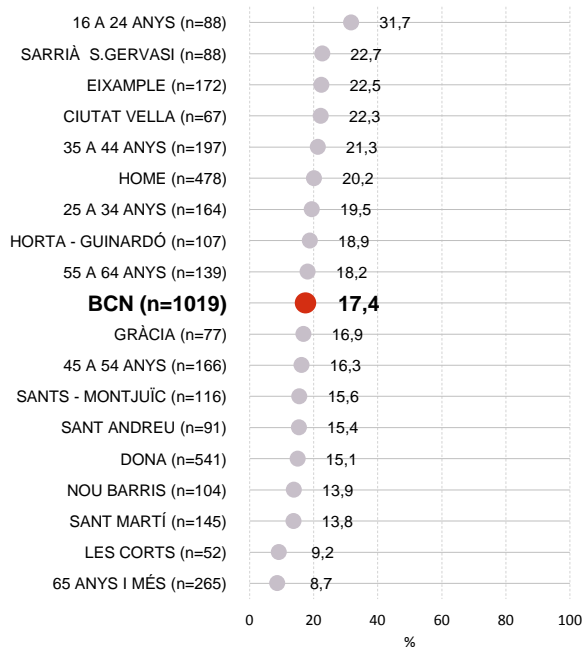 16 A 24 ANYS (n=88) 31,7
SARRIÀ S.GERVASI (n=88) 22,7
EIXAMPLE (n=172) 22,5
CIUTAT VELLA (n=67) 22,3
35 A 44 ANYS (n=197) 21,3
HOME (n=478) 20,2
25 A 34 ANYS (n=164) 19,5
HORTA - GUINARDÓ (n=107) 18,9
55 A 64 ANYS (n=139) 18,2
BCN (n=1019) 17,4
GRÀCIA (n=77) 16,9
45 A 54 ANYS (n=166) 16,3
SANTS - MONTJUÏC (n=116) 15,6
SANT ANDREU (n=91) 15,4
DONA (n=541) 15,1
NOU BARRIS (n=104) 13,9
SANT MARTÍ (n=145) 13,8
LES CORTS (n=52) 9,2
65 ANYS I MÉS (n=265) 8,7
0 20 40 60 80 100
%